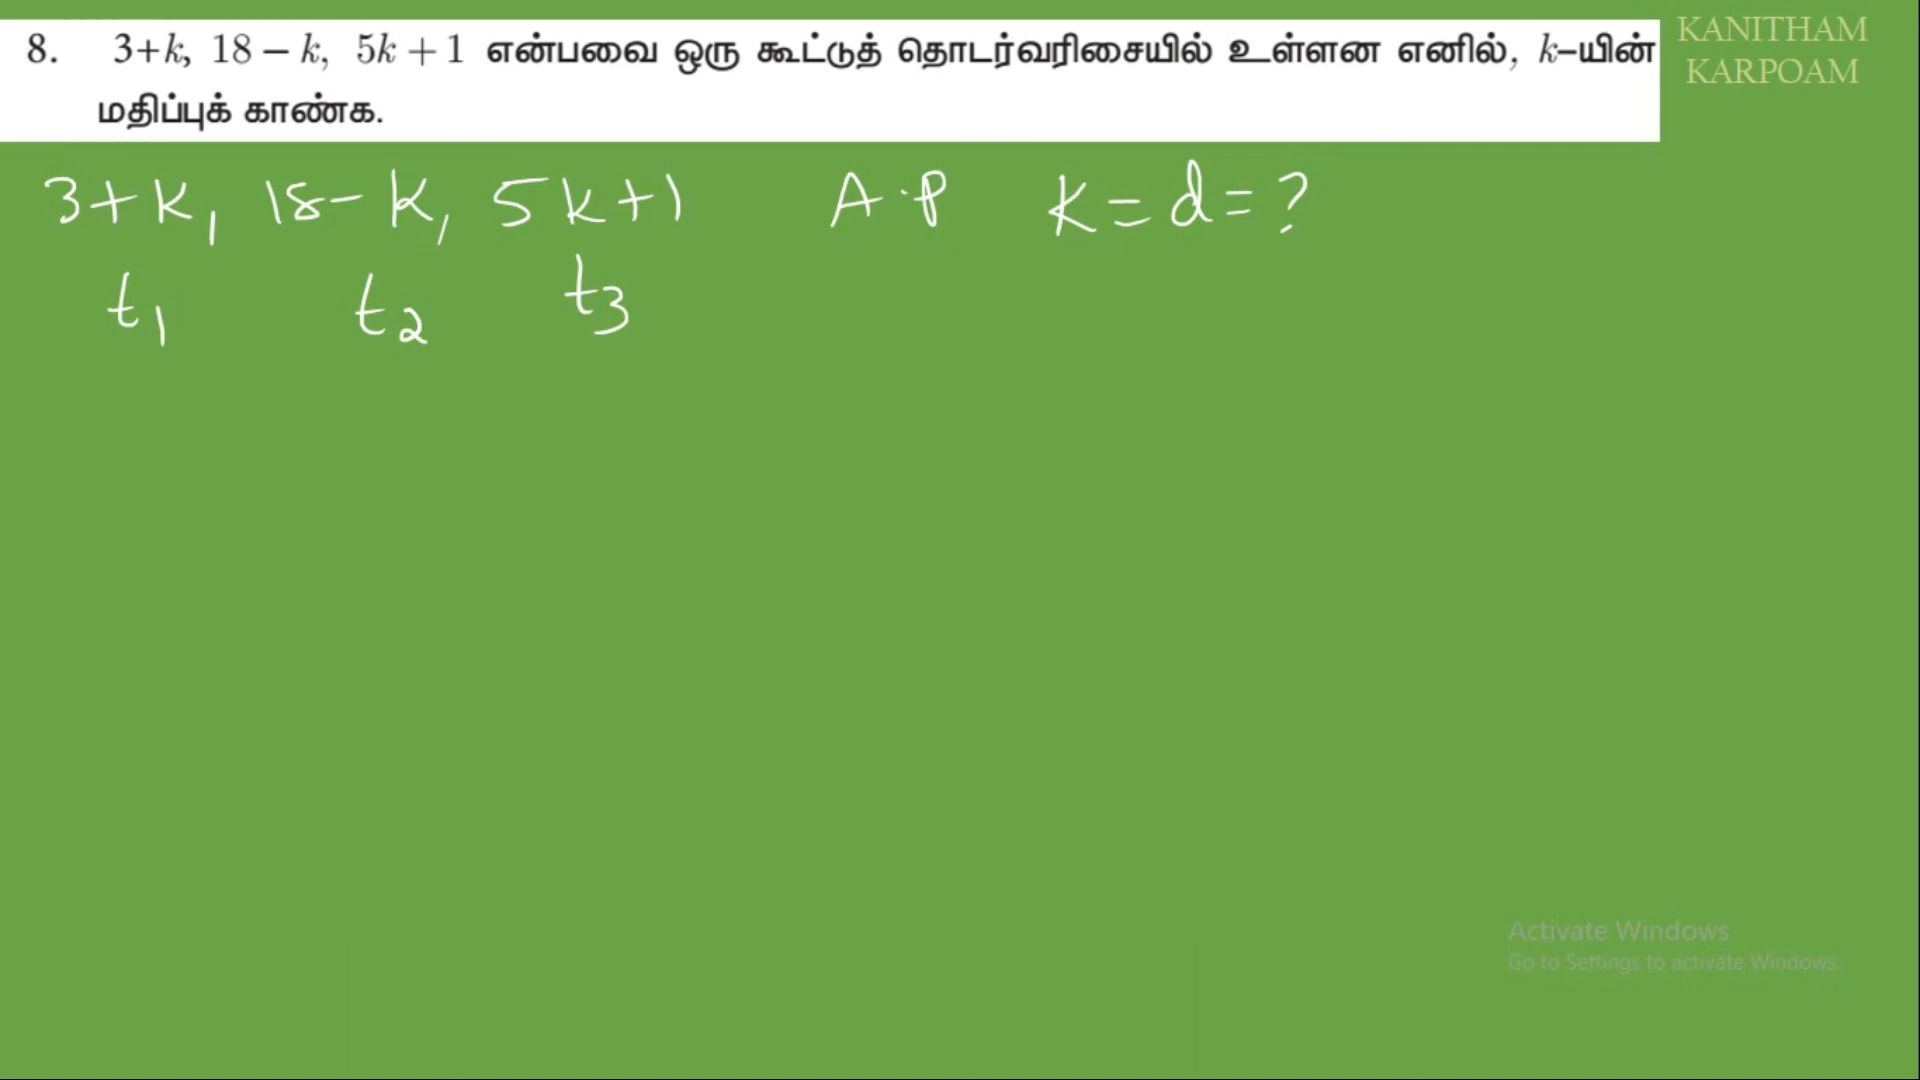 8. 3+k, 18 – k, 5k + 1 என்பவை ஒரு கூட்டுத் தொடர்வரிசையில் உள்ளன எனில், k–யின்
மதிப்புக் காண்க.
KANITHAM
KARPOAM
3+k, 18-k, 5k+1 A.P k=d=?
t1 t2 t3
Activate Windows
Go to Settings to activate Windows.